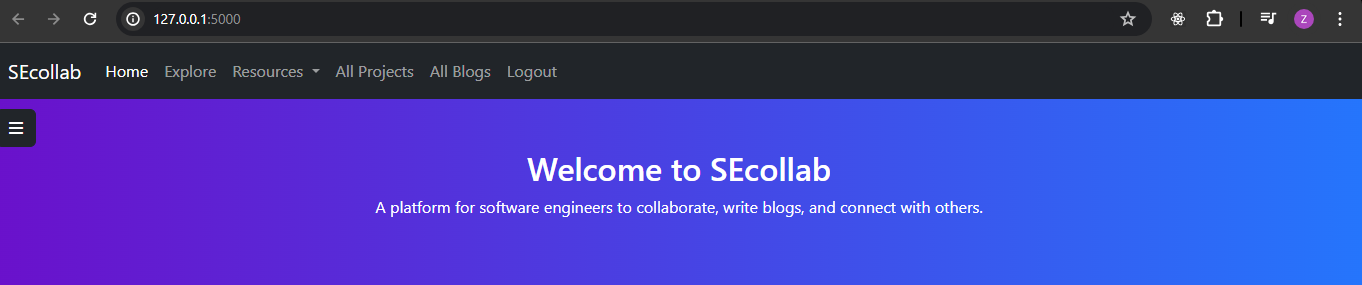 127.0.0.1:5000
Z
SEcollab Home Explore Resources All Projects All Blogs Logout
Welcome to SEcollab
A platform for software engineers to collaborate, write blogs, and connect with others.